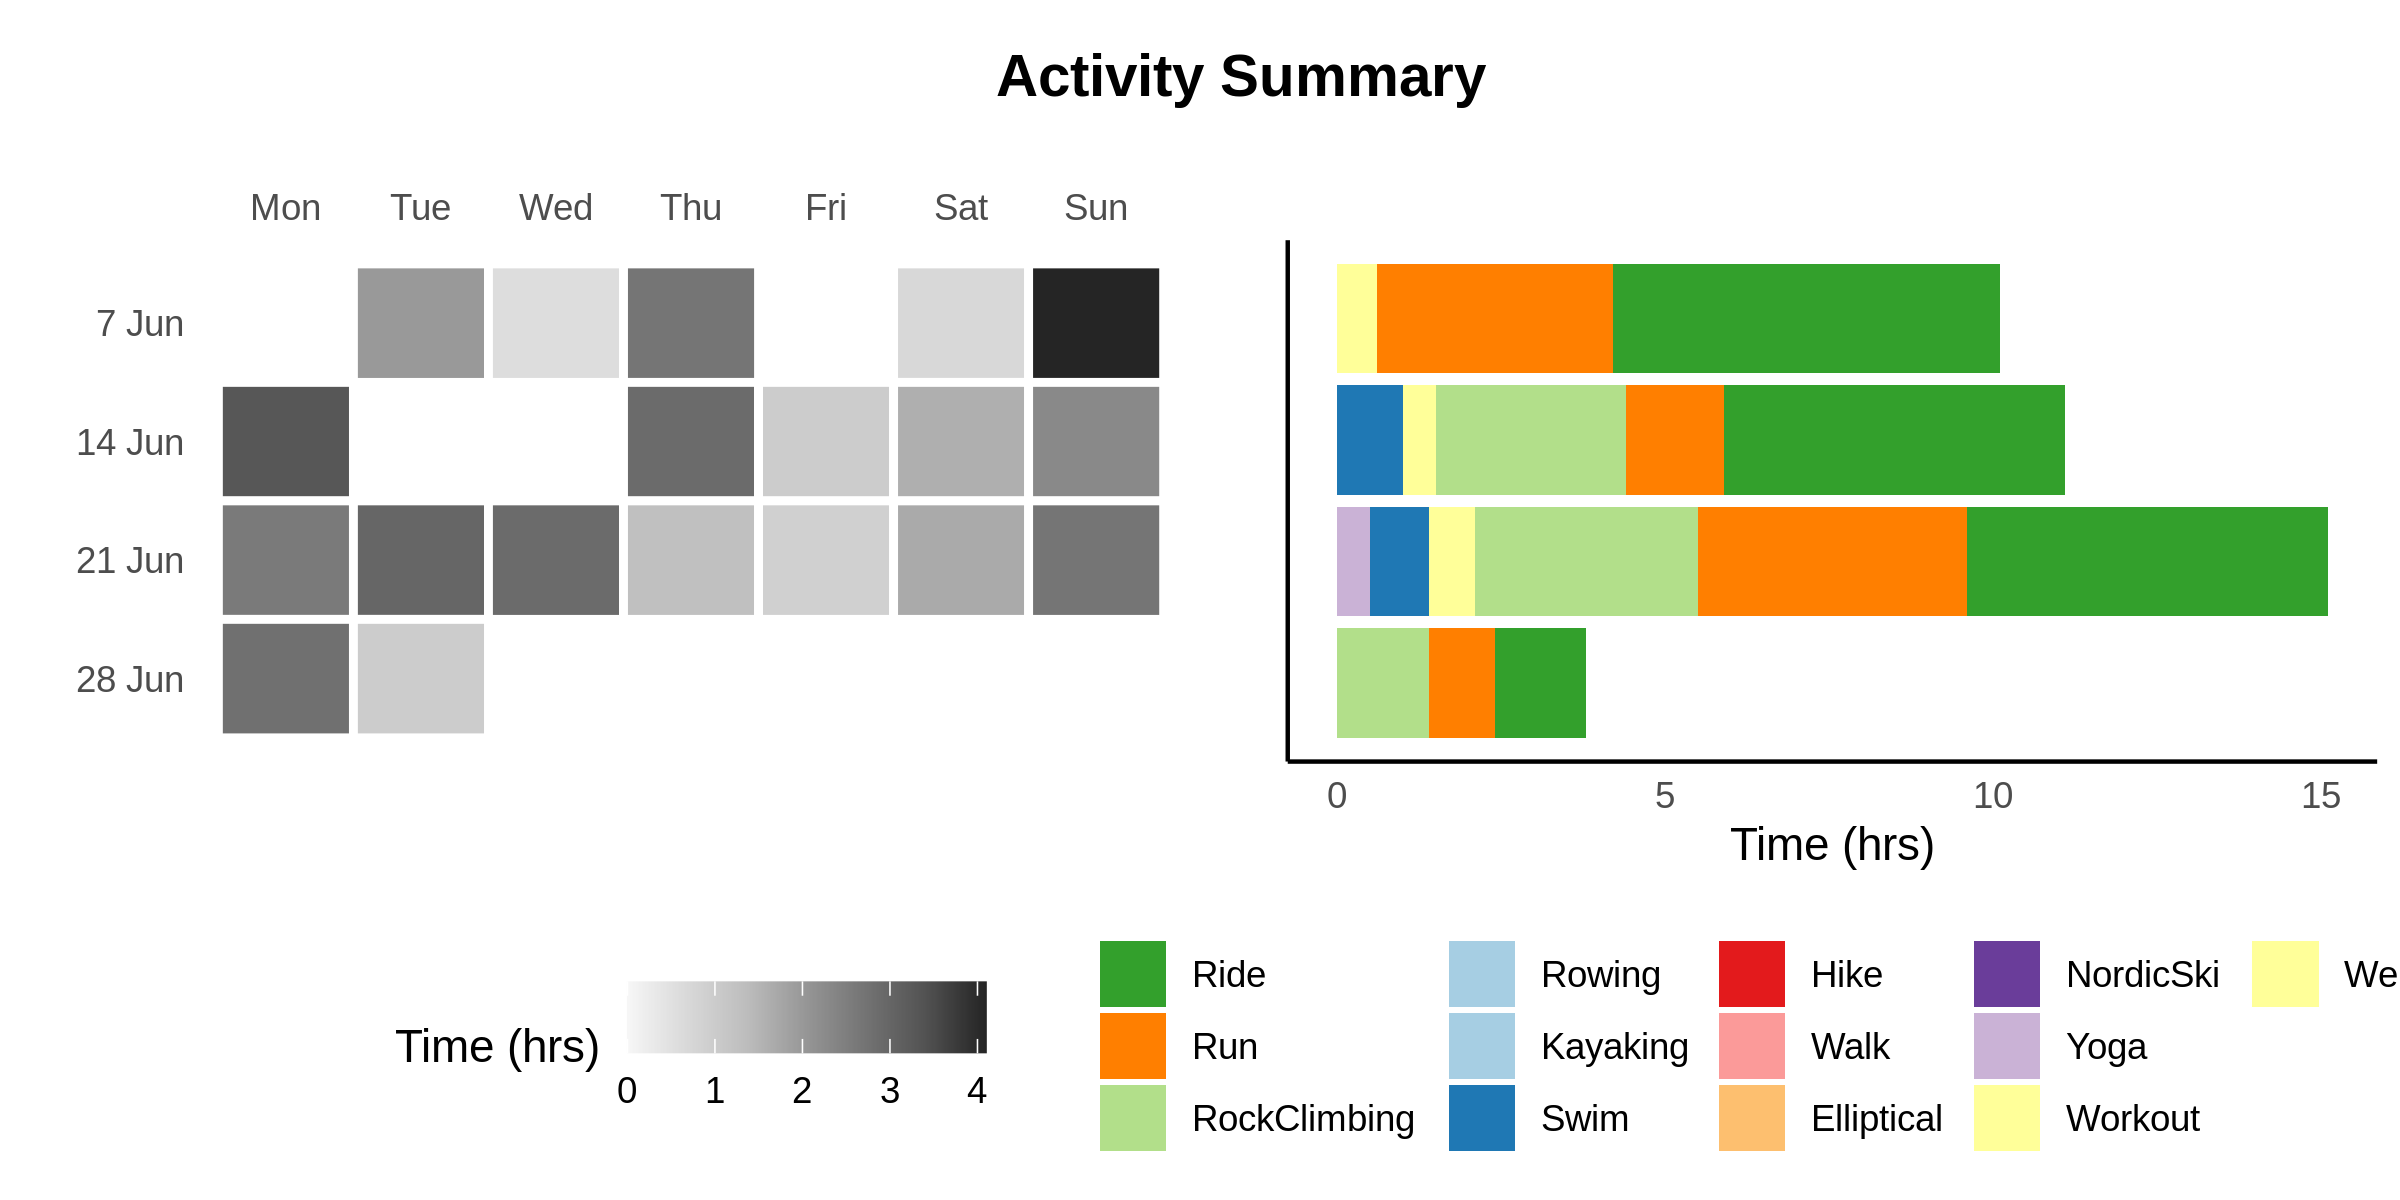 Activity Summary
Mon Tue Wed Thu Fri Sat Sun
7 Jun
14 Jun
21 Jun
28 Jun
0 5 10 15
Time (hrs)
Time (hrs)
0 1 2 3 4
Ride Rowing Hike NordicSki We
Run Kayaking Walk Yoga
RockClimbing Swim Elliptical Workout